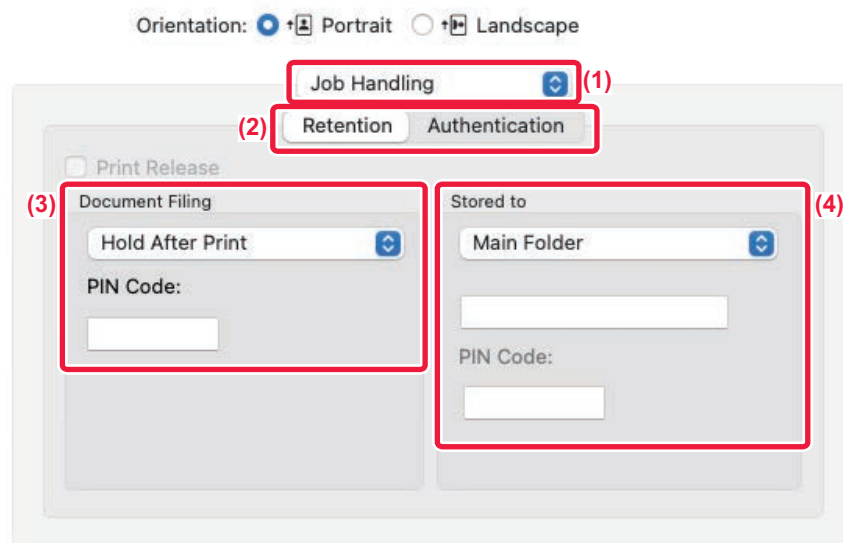 Orientation: Portrait Landscape
Job Handling (1)
(2) Retention Authentication
Print Release
(3) Document Filing Stored to (4)
Hold After Print Main Folder
PIN Code:
PIN Code: